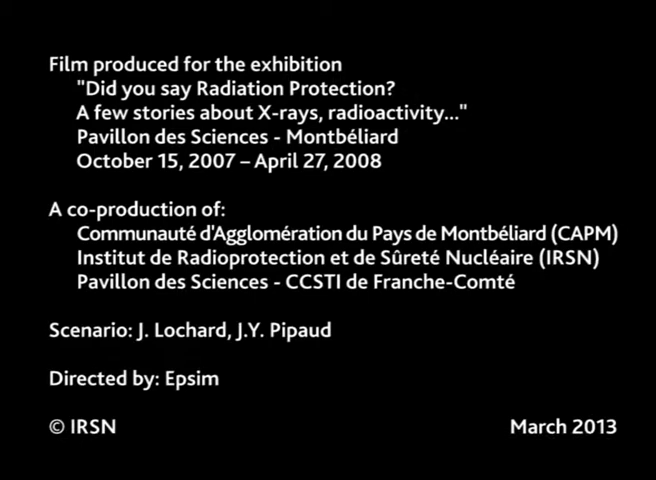 Film produced for the exhibition
"Did you say Radiation Protection?
A few stories about X-rays, radioactivity..."
Pavillon des Sciences - Montbéliard
October 15, 2007 – April 27, 2008
A co-production of:
Communauté d'Agglomération du Pays de Montbéliard (CAPM)
Institut de Radioprotection et de Sûreté Nucléaire (IRSN)
Pavillon des Sciences - CCSTI de Franche-Comté
Scenario: J. Lochard, J.Y. Pipaud
Directed by: Epsim
© IRSN March 2013